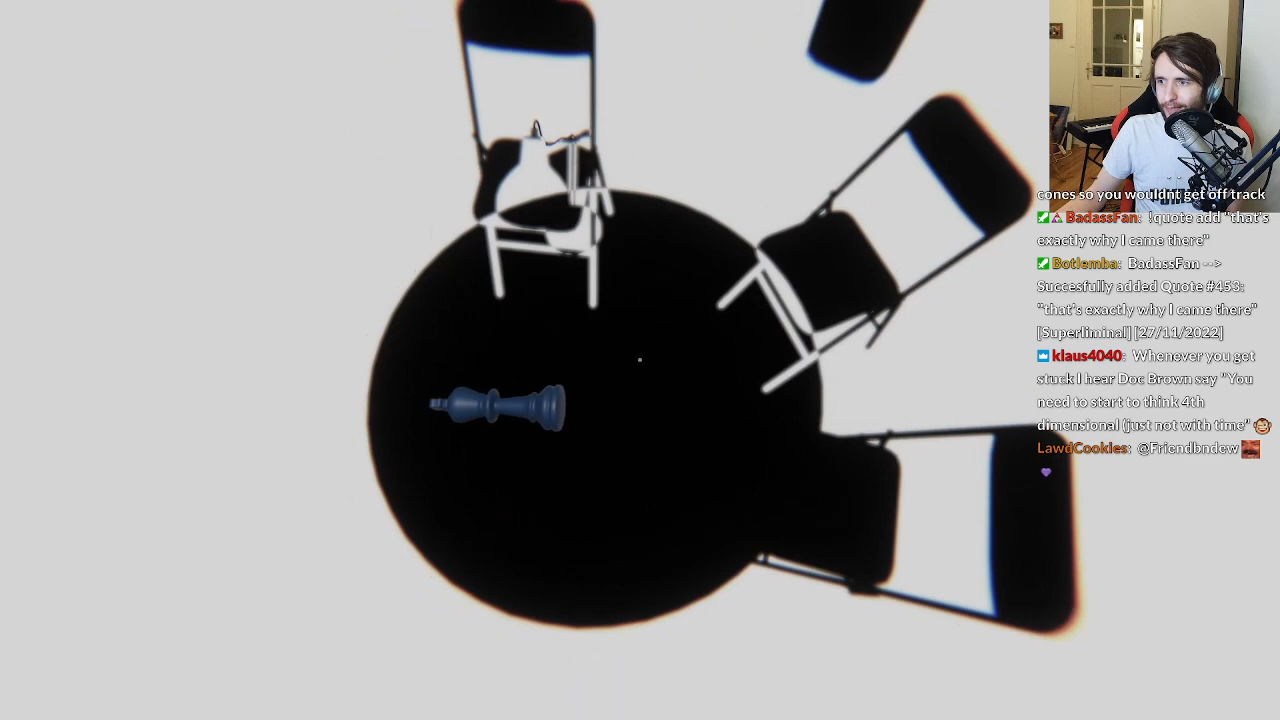 cones so you wouldnt get off track
BadassFan: !quote add "that's
exactly why I came there"
Botlemba: BadassFan -->
Succesfully added Quote #453:
"that's exactly why I came there"
[Superliminal] [27/11/2022]
klaus4040: Whenever you get
stuck I hear Doc Brown say "You
need to start to think 4th
dimensional (just not with time"
LawdCookies: @Friendbndew